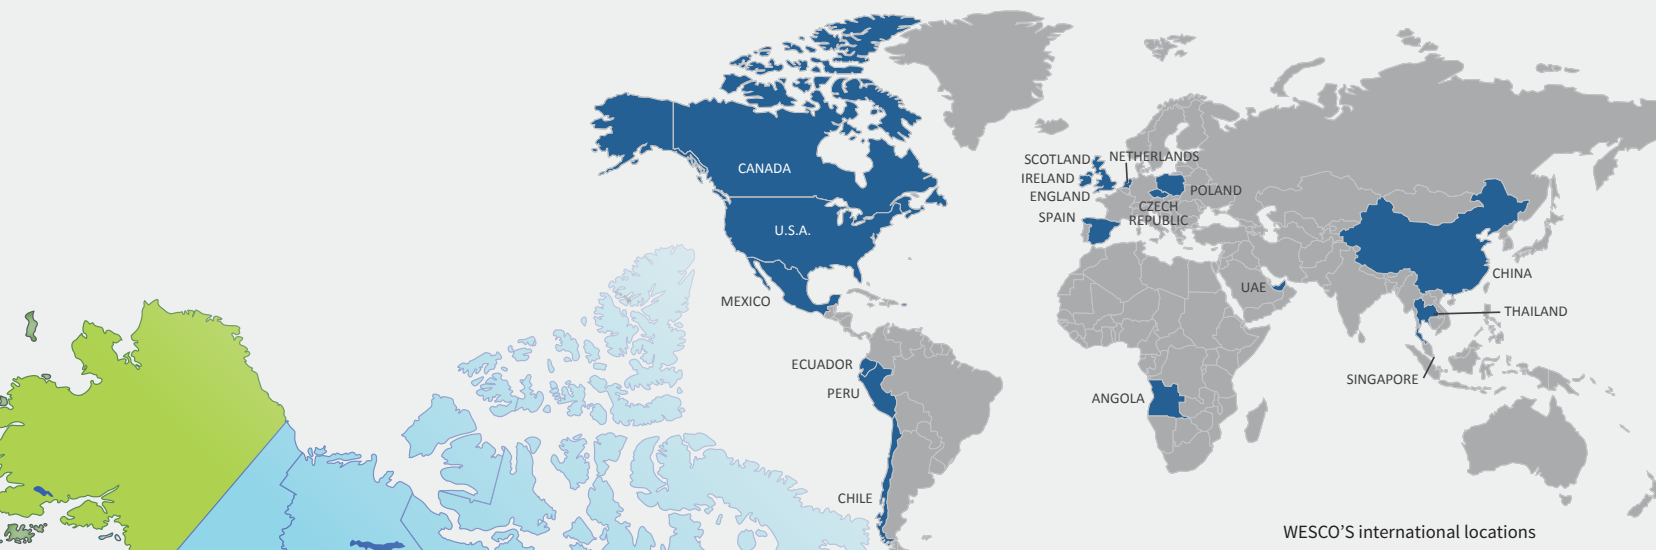 CANADA
U.S.A.
MEXICO
ECUADOR
PERU
CHILE
SCOTLAND
NETHERLANDS
IRELAND
ENGLAND
POLAND
SPAIN
CZECH
REPUBLIC
UAE
CHINA
THAILAND
SINGAPORE
ANGOLA
WESCO’S international locations